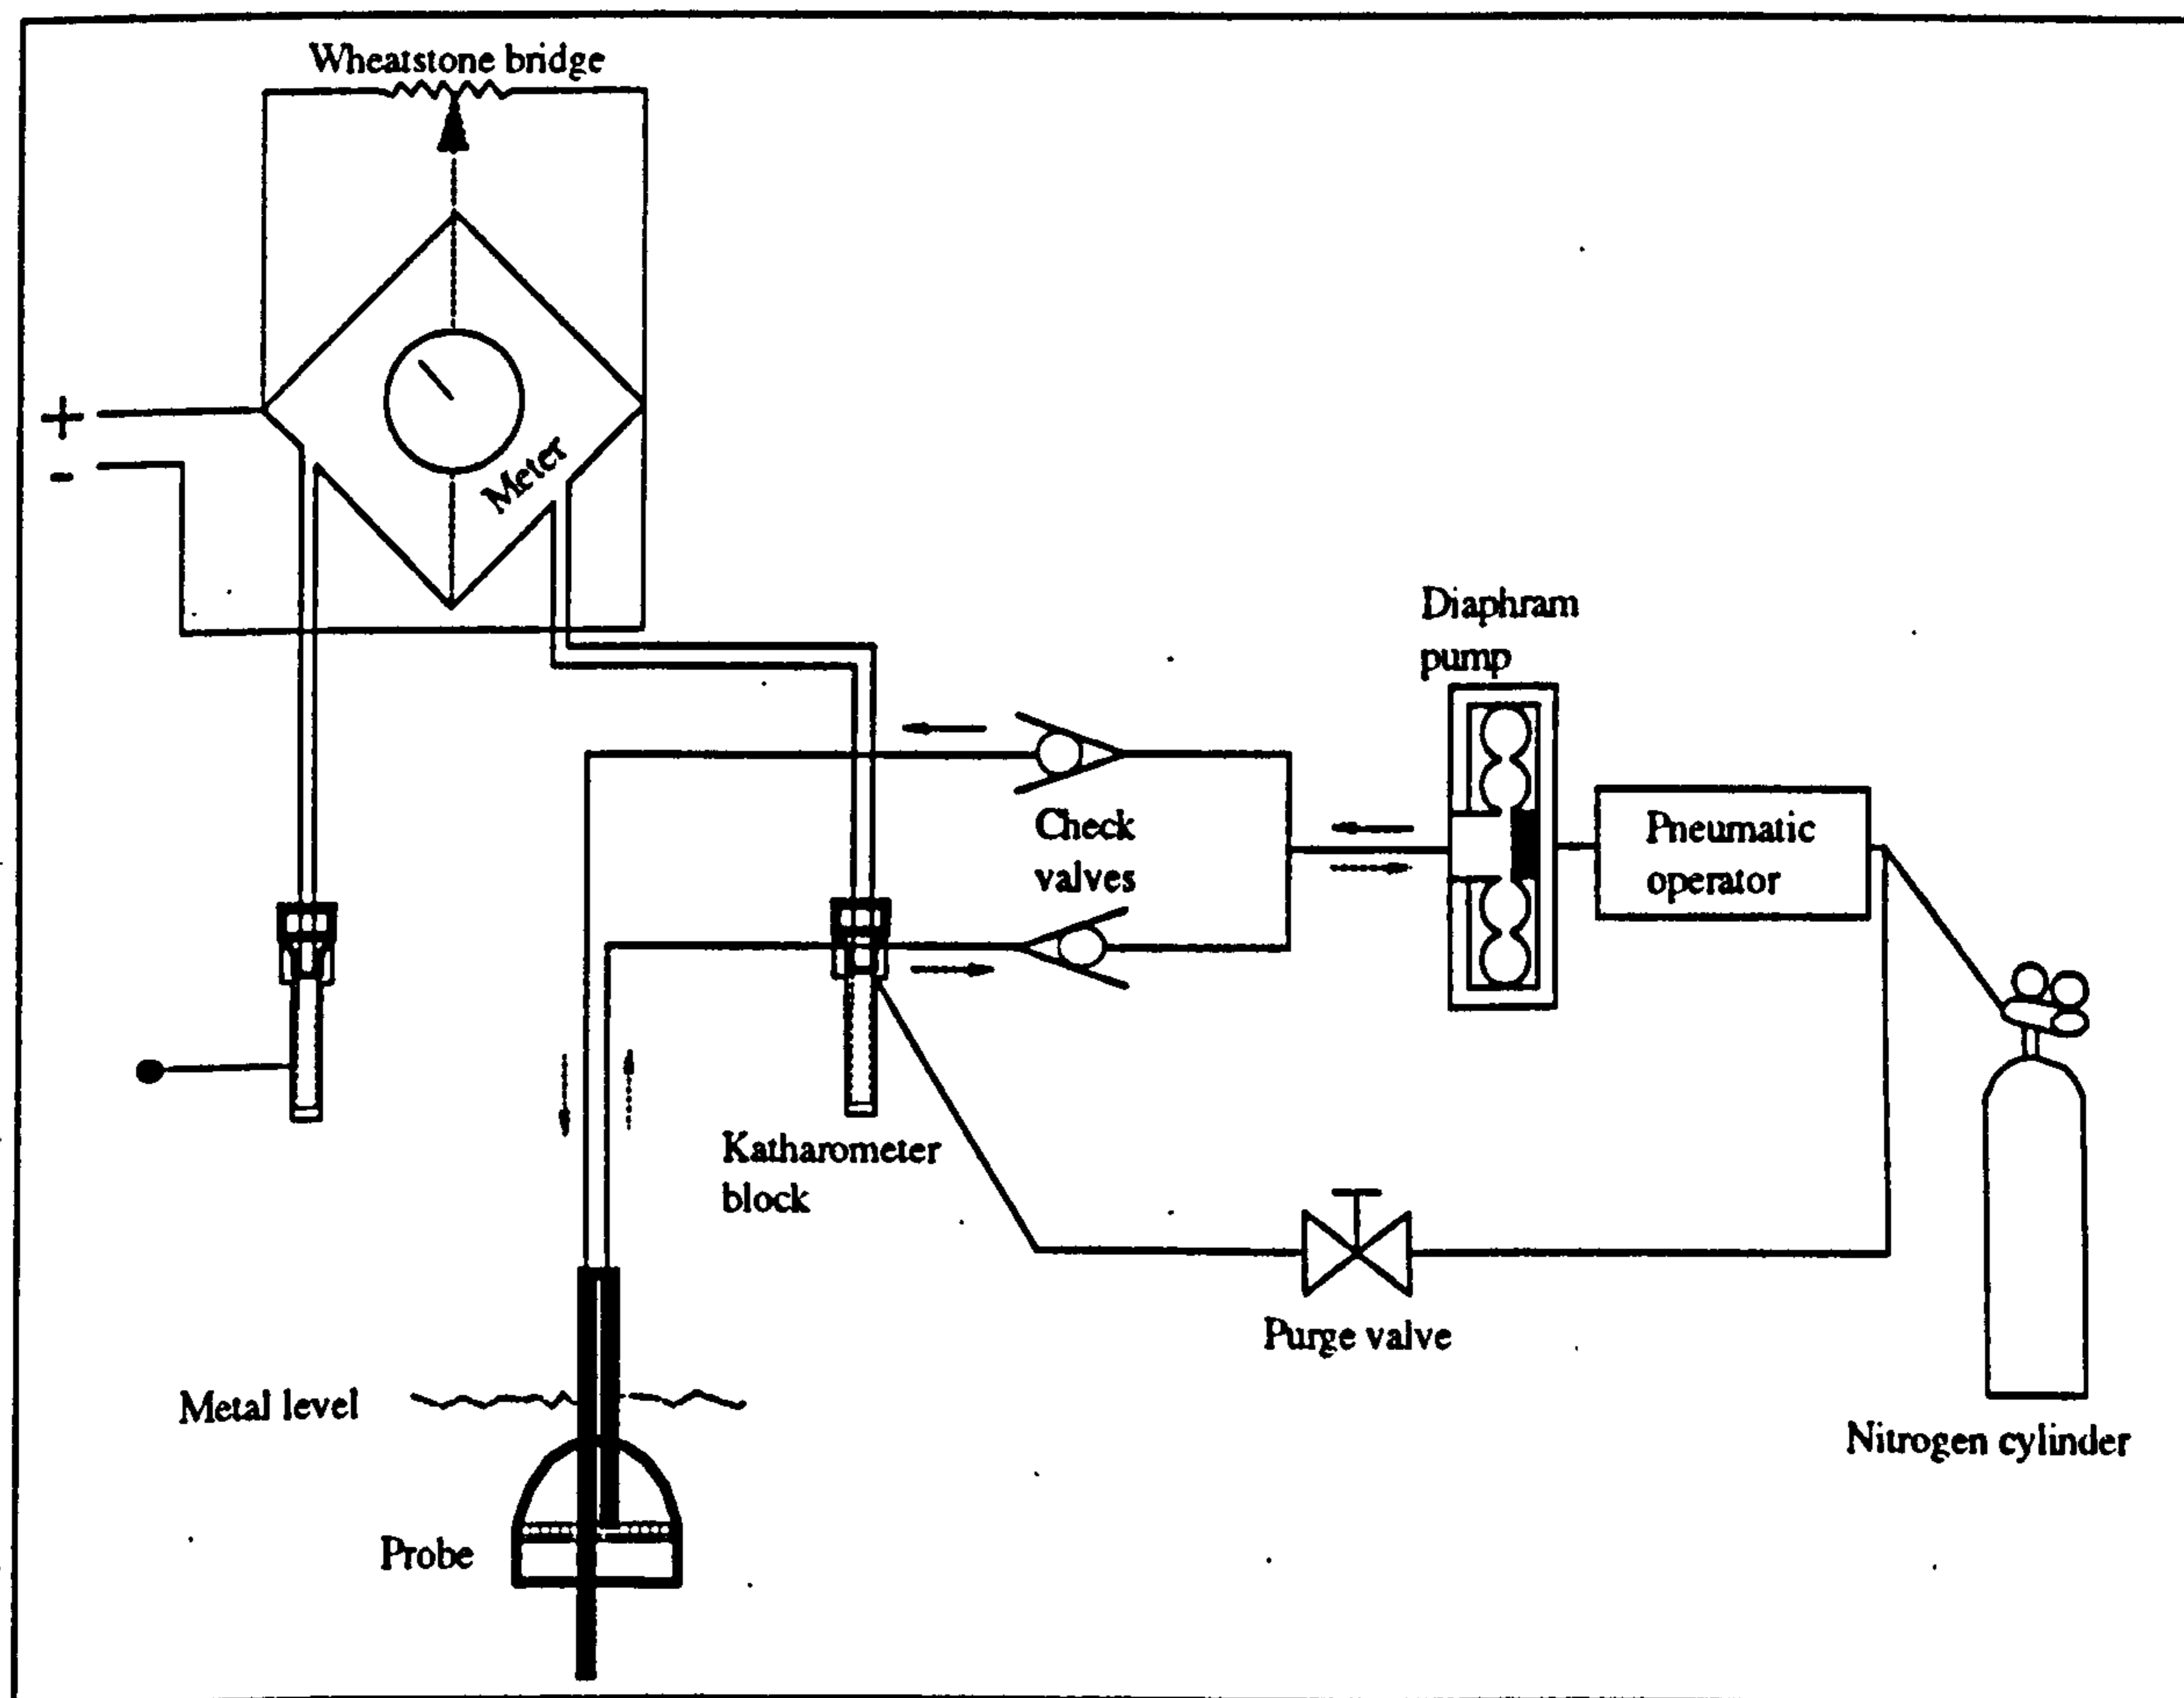 Wheatstone bridge
+
-
Meter
Diaphram
pump
Check
valves
Pneumatic
operator
Katharometer
block
Purge valve
Metal level
Nitrogen cylinder
Probe